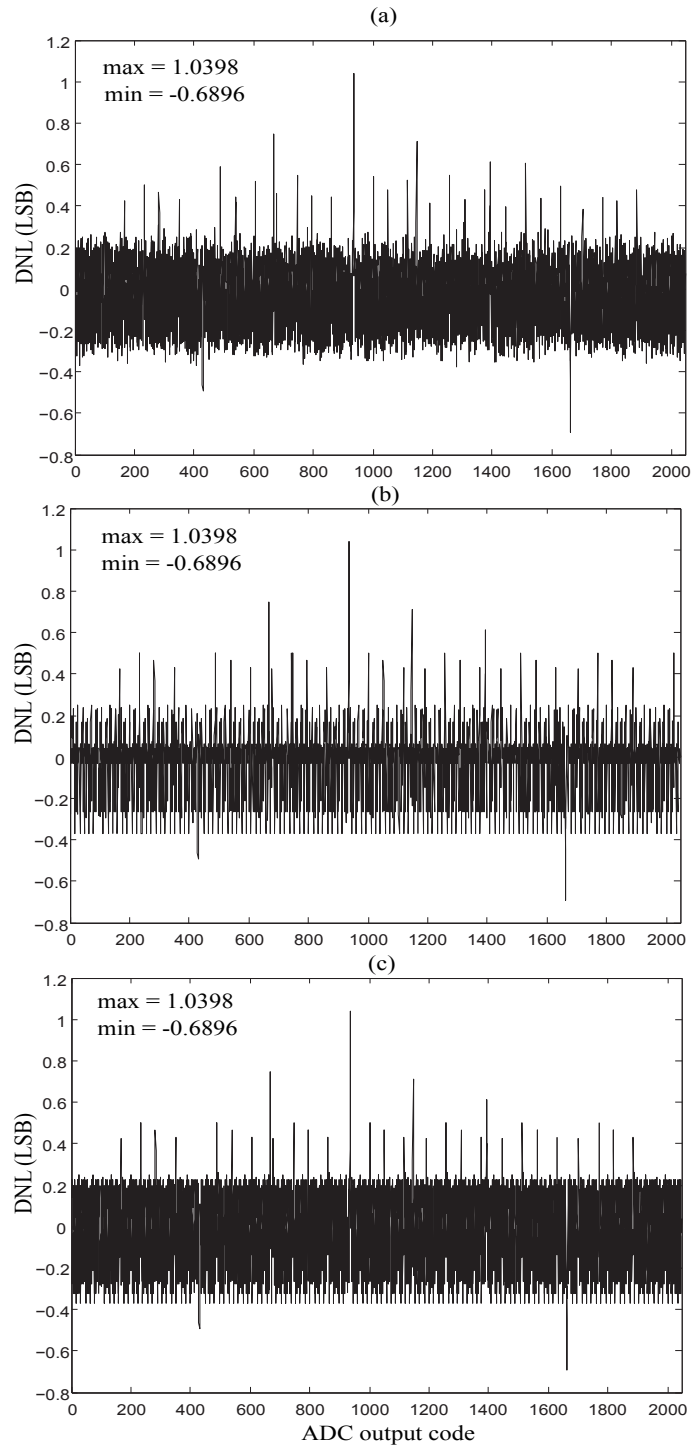 (a)
1.2
max = 1.0398
min = -0.6896
1
0.8
0.6
0.4
0.2
0
−0.2
−0.4
−0.6
−0.8
DNL (LSB)
0 200 400 600 800 1000 1200 1400 1600 1800 2000
(b)
1.2
max = 1.0398
min = -0.6896
1
0.8
0.6
0.4
0.2
0
−0.2
−0.4
−0.6
−0.8
DNL (LSB)
0 200 400 600 800 1000 1200 1400 1600 1800 2000
(c)
1.2
max = 1.0398
min = -0.6896
1
0.8
0.6
0.4
0.2
0
−0.2
−0.4
−0.6
−0.8
DNL (LSB)
0 200 400 600 800 1000 1200 1400 1600 1800 2000
ADC output code